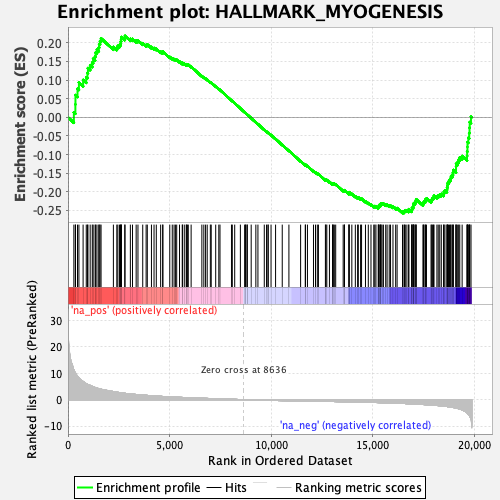 Enrichment plot: HALLMARK_MYOGENESIS
Enrichment score (ES)
0.20
0.15
0.10
0.05
0.00
-0.05
-0.10
-0.15
-0.20
-0.25
'na_pos' (positively correlated)
Ranked list metric (PreRanked)
30
20
10
0
-10
Zero cross at 8636
'na_neg' (negatively correlated)
0
5,000
10,000
15,000
20,000
Rank in Ordered Dataset
Enrichment profile
Hits
Ranking metric scores